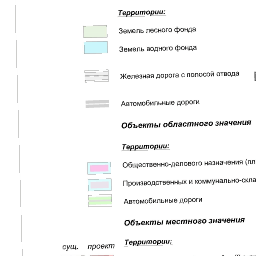 Территории:
Земель лесного фонда
Земель водного фонда
Железная дорога с полосой отвода
Автомобильные дороги
Объекты областного значения
Территории:
Общественно-делового назначения (пл
Производственных и коммунально-скла
Автомобильные дороги
Объекты местного значения
сущ. проект Территории: